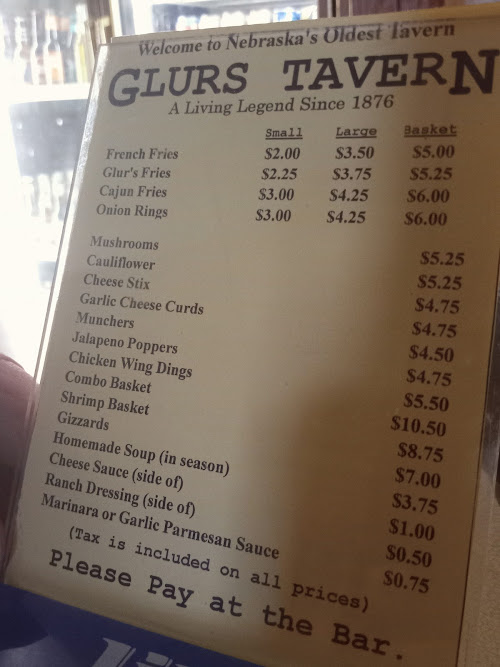 Welcome to Nebraska's Oldest Tavern
GLURS TAVERN
A Living Legend Since 1876
Small Large Basket
French Fries $2.00 $3.50 $5.00
Glur's Fries $2.25 $3.75 $5.25
Cajun Fries $3.00 $4.25 $6.00
Onion Rings $3.00 $4.25 $6.00
Mushrooms $5.25
Cauliflower $5.25
Cheese Stix $4.75
Garlic Cheese Curds $4.75
Munchers $4.50
Jalapeno Poppers $4.75
Chicken Wing Dings $5.50
Combo Basket $10.50
Shrimp Basket $8.75
Gizzards $7.00
Homemade Soup (in season) $3.75
Cheese Sauce (side of) $1.00
Ranch Dressing (side of) $0.50
Marinara or Garlic Parmesan Sauce $0.75
(Tax is included on all prices)
Please Pay at the Bar.